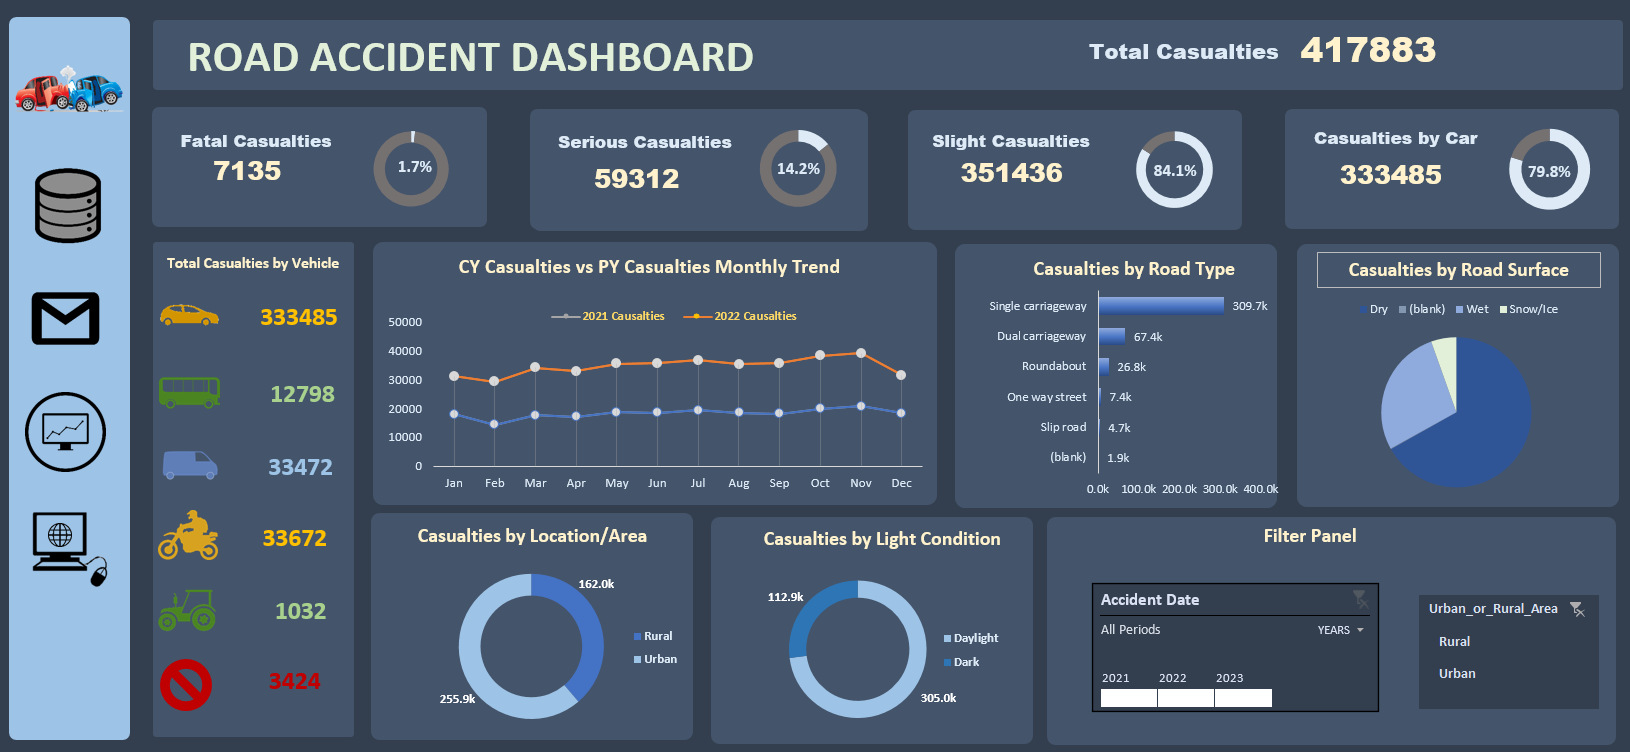 ROAD ACCIDENT DASHBOARD
Total Casualties 417883
Fatal Casualties
7135
1.7%
Serious Casualties
59312
14.2%
Slight Casualties
351436
84.1%
Casualties by Car
333485
79.8%
Total Casualties by Vehicle
333485
12798
33472
33672
1032
3424
CY Casualties vs PY Casualties Monthly Trend
2021 Causalties
2022 Causalties
50000
40000
30000
20000
10000
0
Jan Feb Mar Apr May Jun Jul Aug Sep Oct Nov Dec
Casualties by Road Type
Single carriageway 309.7k
Dual carriageway 67.4k
Roundabout 26.8k
One way street 7.4k
Slip road 4.7k
(blank) 1.9k
0.0k 100.0k 200.0k 300.0k 400.0k
Casualties by Road Surface
Dry (blank) Wet Snow/Ice
Casualties by Location/Area
162.0k
Rural
Urban
255.9k
Casualties by Light Condition
112.9k
Daylight
Dark
305.0k
Filter Panel
Accident Date
All Periods YEARS
2021 2022 2023
Urban_or_Rural_Area
Rural
Urban